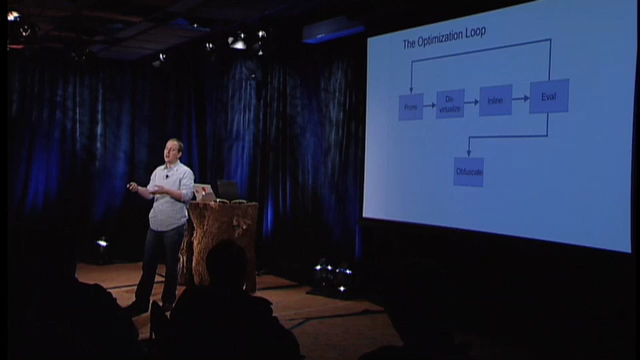 The Optimization Loop
Prune
De-
virtualize
Inline
Eval
Obfuscate